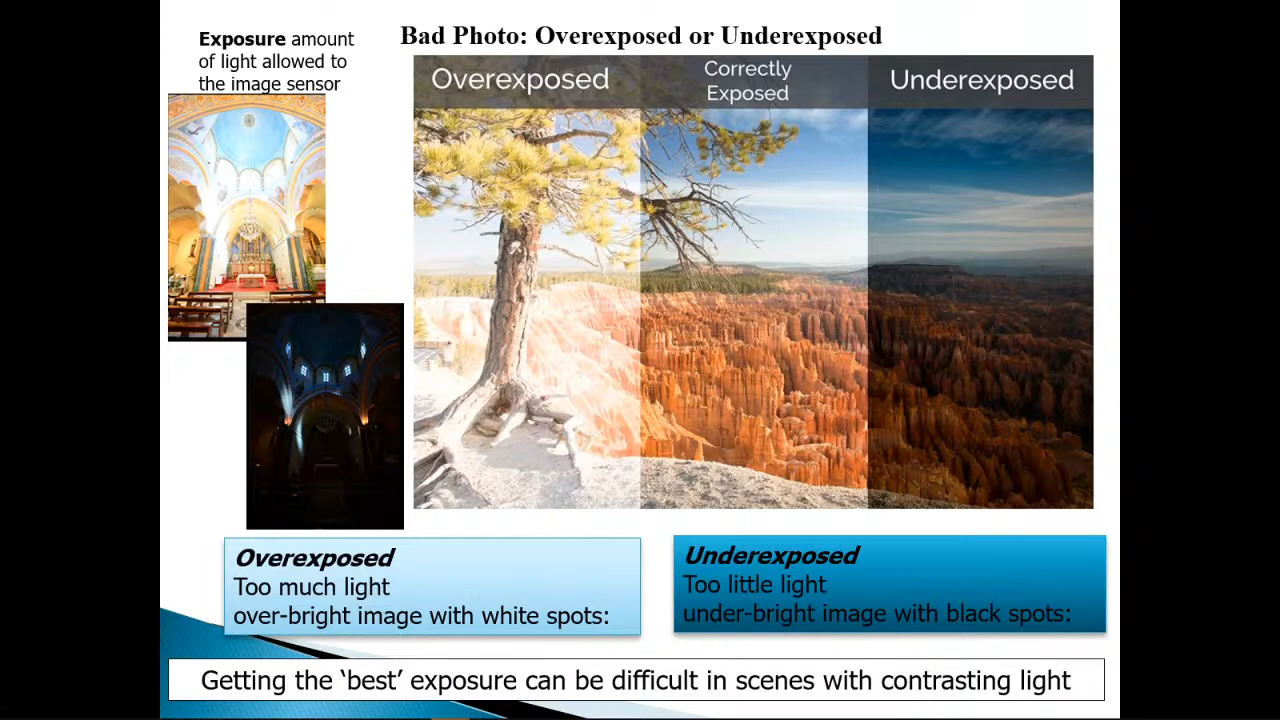 Exposure amount
of light allowed to
the image sensor
Bad Photo: Overexposed or Underexposed
Overexposed
Correctly
Exposed
Underexposed
Overexposed
Too much light
over-bright image with white spots:
Underexposed
Too little light
under-bright image with black spots:
Getting the ‘best’ exposure can be difficult in scenes with contrasting light